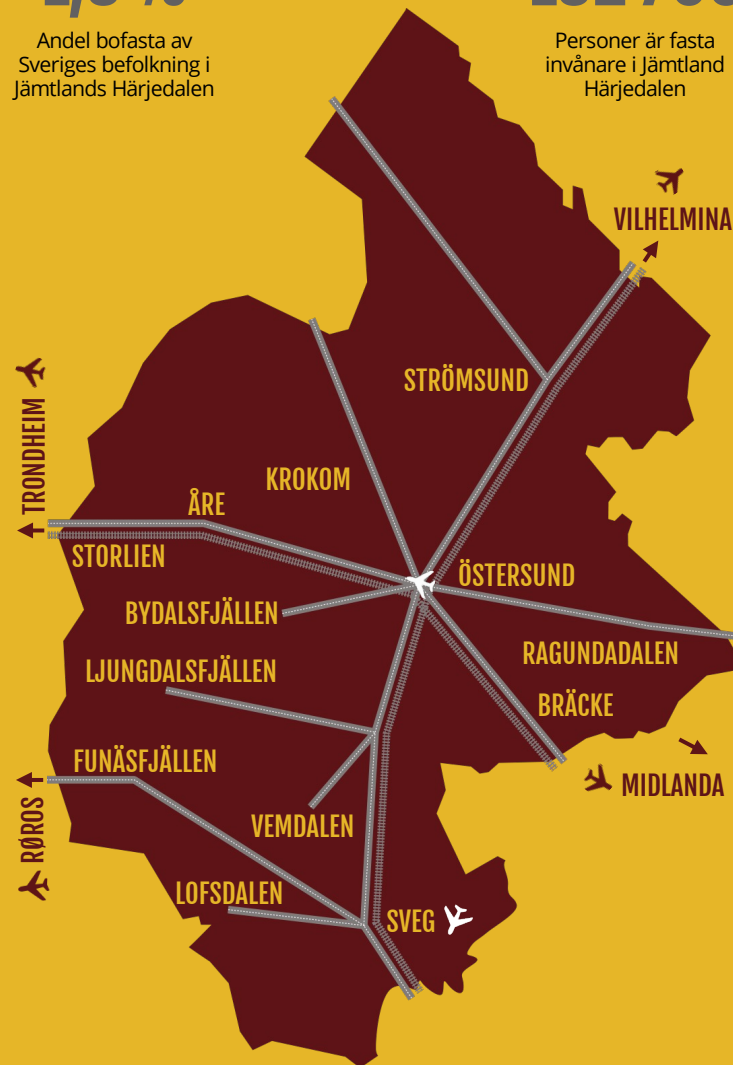 Andel bofasta av
Sveriges befolkning i
Jämtlands Härjedalen
Personer är fasta
invånare i Jämtland
Härjedalen
VILHELMINA
STRÖMSUND
TRONDHEIM
KROKOM
ÅRE
STORLIEN
ÖSTERSUND
BYDALSFJÄLLEN
RAGUNDADALEN
LJUNGDALSFJÄLLEN
BRÄCKE
FUNÄSFJÄLLEN
MIDLANDA
RØROS
VEMDALEN
LOFSDALEN
SVEG